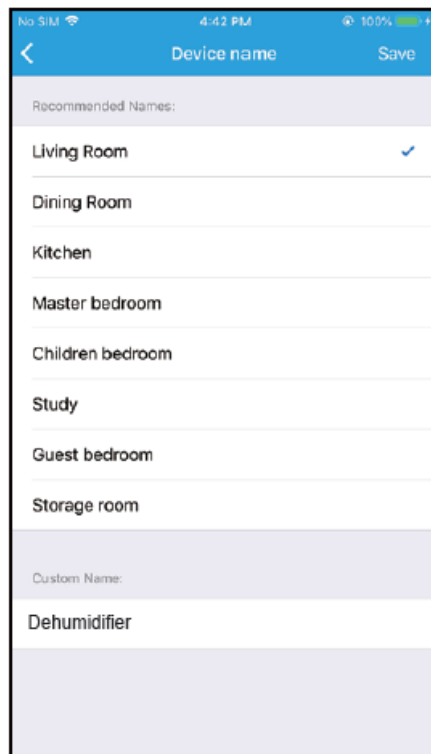 No SIM 4:42 PM 100%
Device name Save
Recommended Names:
Living Room
Dining Room
Kitchen
Master bedroom
Children bedroom
Study
Guest bedroom
Storage room
Custom Name:
Dehumidifier